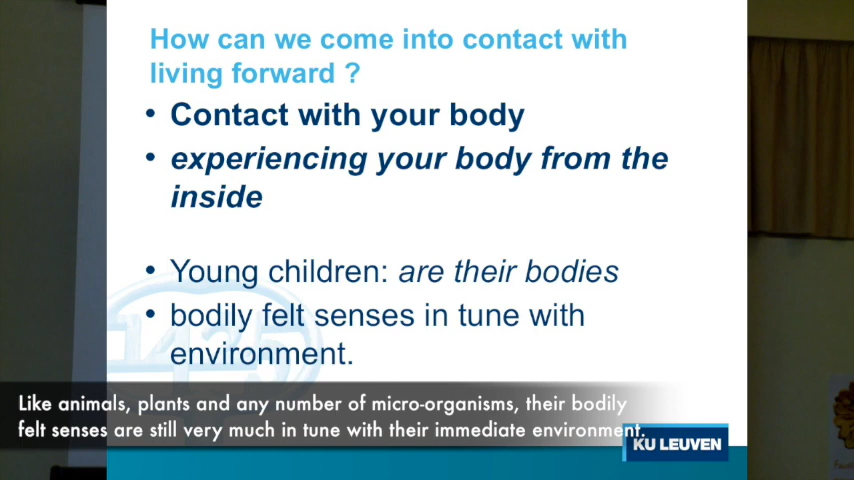 How can we come into contact with
living forward ?
• Contact with your body
• experiencing your body from the
inside
• Young children: are their bodies
• bodily felt senses in tune with
environment.
1425
Like animals, plants and any number of micro-organisms, their bodily
felt senses are still very much in tune with their immediate environment.
KU LEUVEN